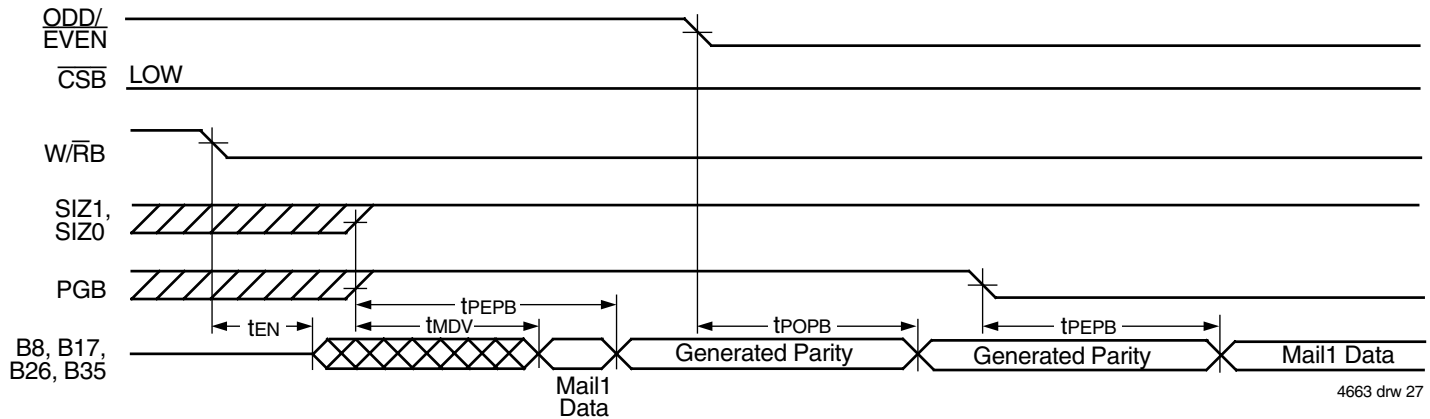 ODD/
EVEN
CSB LOW
W/RB
SIZ1,
SIZ0
PGB
tPEPB
tEN tMDV tPOPB tPEPB
B8, B17,
B26, B35
Generated Parity Generated Parity Mail1 Data
Mail1
Data
4663 drw 27